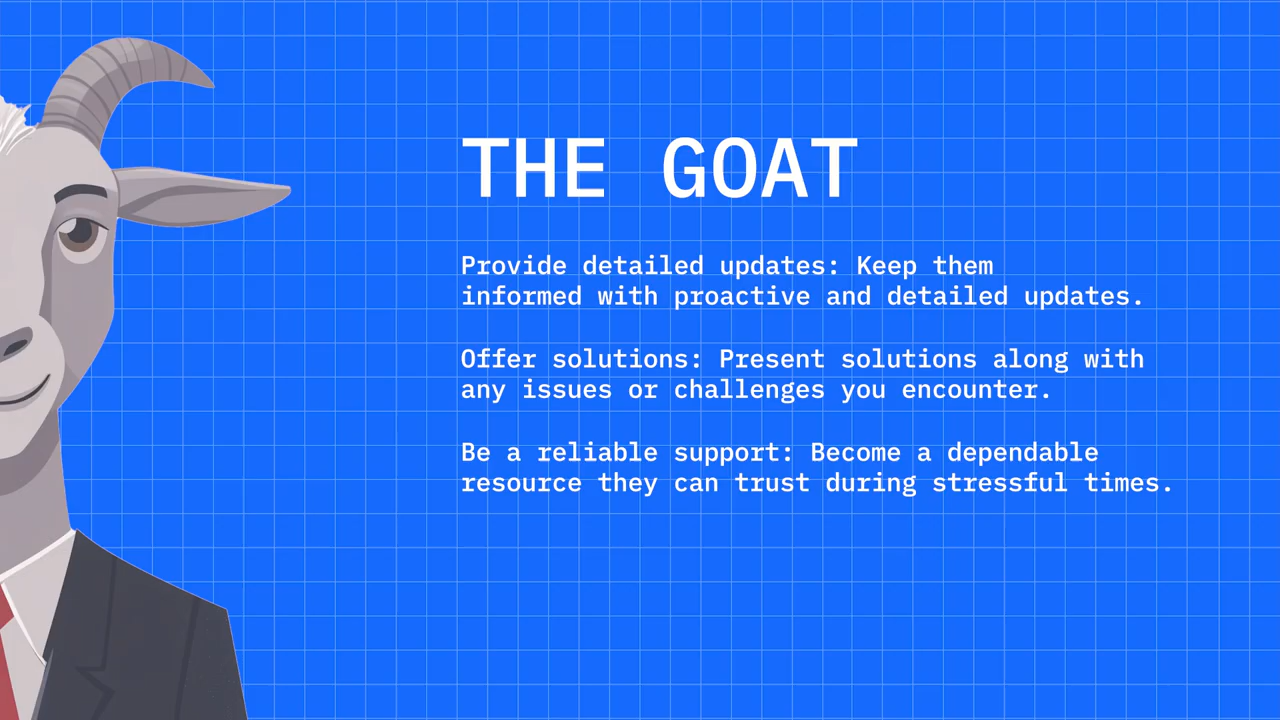 THE GOAT
Provide detailed updates: Keep them
informed with proactive and detailed updates.
Offer solutions: Present solutions along with
any issues or challenges you encounter.
Be a reliable support: Become a dependable
resource they can trust during stressful times.